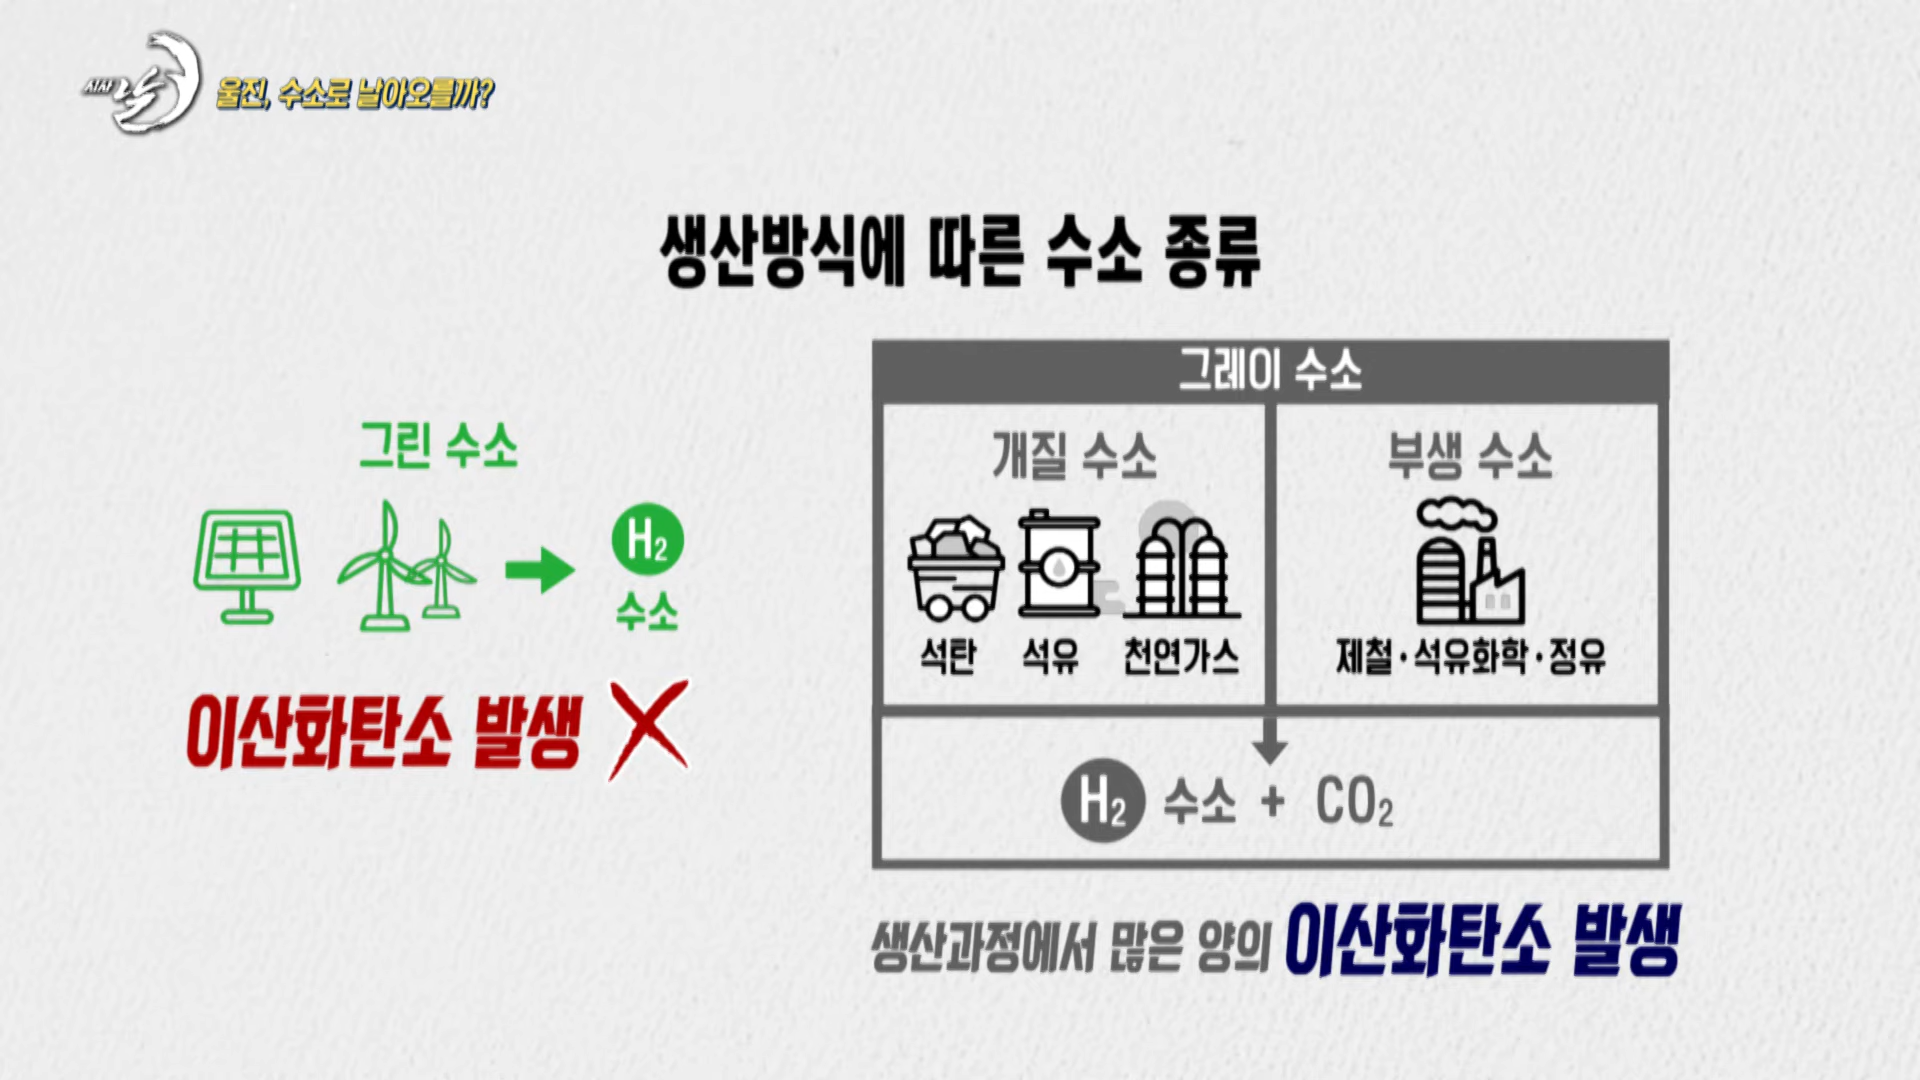 시사 낯
울진, 수소로 날아오를까?
생산방식에 따른 수소 종류
그린 수소
H₂
수소
이산화탄소 발생
그레이 수소
개질 수소
석탄 석유 천연가스
부생 수소
제철·석유화학·정유
H₂ 수소 + CO₂
생산과정에서 많은 양의 이산화탄소 발생